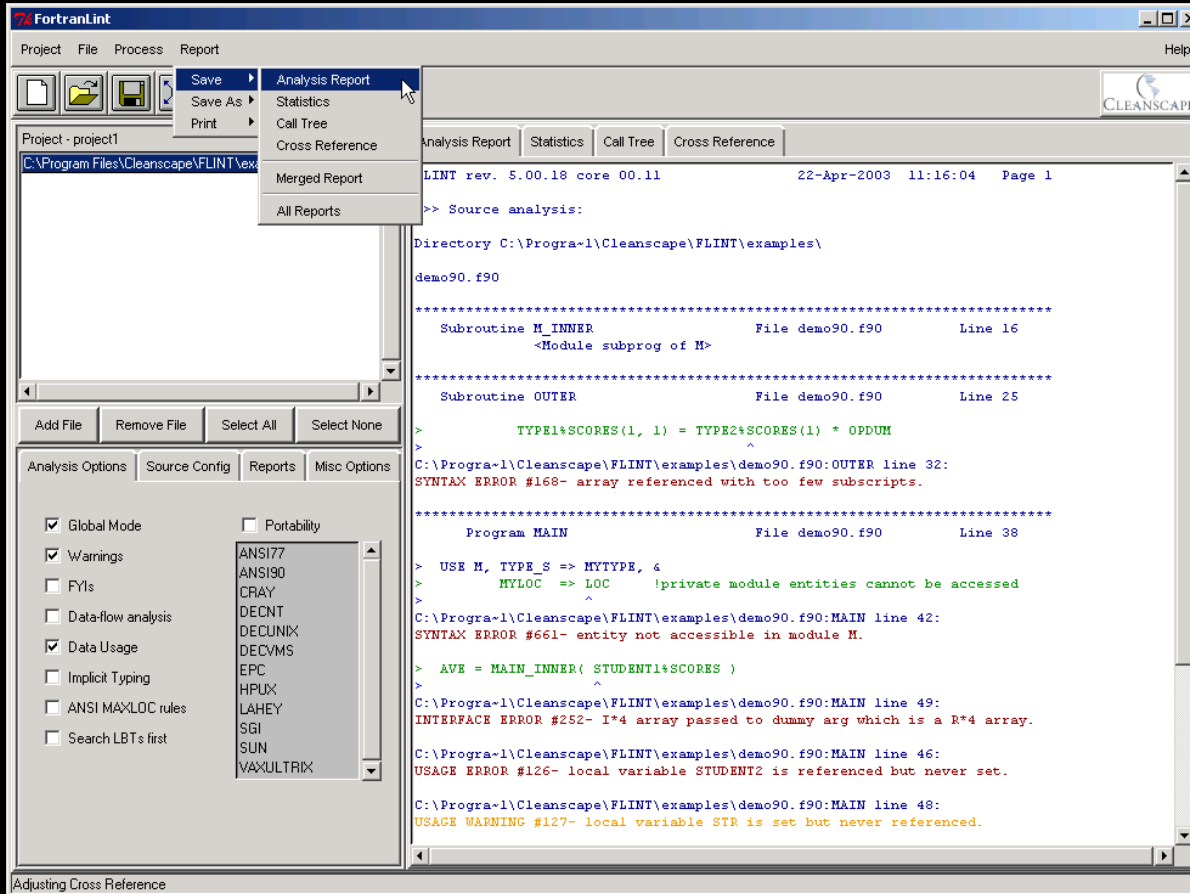 FortranLint
Project File Process Report
Help
Save
Save As
Print
Analysis Report
Statistics
Call Tree
Cross Reference
Merged Report
All Reports
CLEANSCAPE
Project - project1
C:\Program Files\Cleanscape\FLINT\exa
Add File Remove File Select All Select None
Analysis Options Source Config Reports Misc Options
Global Mode
Warnings
FYIs
Data-flow analysis
Data Usage
Implicit Typing
ANSI MAXLOC rules
Search LBTs first
Portability
ANSI77
ANSI90
CRAY
DECNT
DECUNIX
DECVMS
EPC
HPUX
LAHEY
SGI
SUN
VAXULTRIX
Analysis Report Statistics Call Tree Cross Reference
LINT rev. 5.00.18 core 00.11 22-Apr-2003 11:16:04 Page 1
>> Source analysis:
Directory C:\Progra~1\Cleanscape\FLINT\examples\
demo90.f90
***************************************************************************
Subroutine M_INNER File demo90.f90 Line 16
<Module subprog of M>
***************************************************************************
Subroutine OUTER File demo90.f90 Line 25
> TYPE1%SCORES(1, 1) = TYPE2%SCORES(1) * OPDUM
> ^
C:\Progra~1\Cleanscape\FLINT\examples\demo90.f90:OUTER line 32:
SYNTAX ERROR #168- array referenced with too few subscripts.
***************************************************************************
Program MAIN File demo90.f90 Line 38
> USE M, TYPE_S => MYTYPE, &
> MYLOC => LOC !private module entities cannot be accessed
> ^
C:\Progra~1\Cleanscape\FLINT\examples\demo90.f90:MAIN line 42:
SYNTAX ERROR #661- entity not accessible in module M.
> AVE = MAIN_INNER( STUDENT1%SCORES )
> ^
C:\Progra~1\Cleanscape\FLINT\examples\demo90.f90:MAIN line 49:
INTERFACE ERROR #252- I*4 array passed to dummy arg which is a R*4 array.
C:\Progra~1\Cleanscape\FLINT\examples\demo90.f90:MAIN line 46:
USAGE ERROR #126- local variable STUDENT2 is referenced but never set.
C:\Progra~1\Cleanscape\FLINT\examples\demo90.f90:MAIN line 48:
USAGE WARNING #127- local variable STR is set but never referenced.
Adjusting Cross Reference